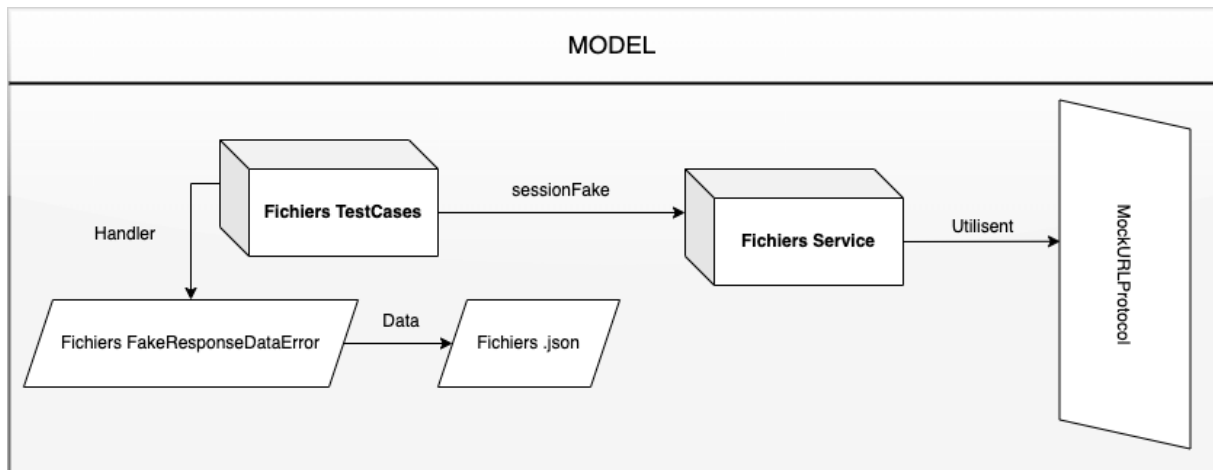 MODEL
Fichiers TestCases
sessionFake
Fichiers Service
Utilisent
MockURLProtocol
Handler
Fichiers FakeResponseDataError
Data
Fichiers .json